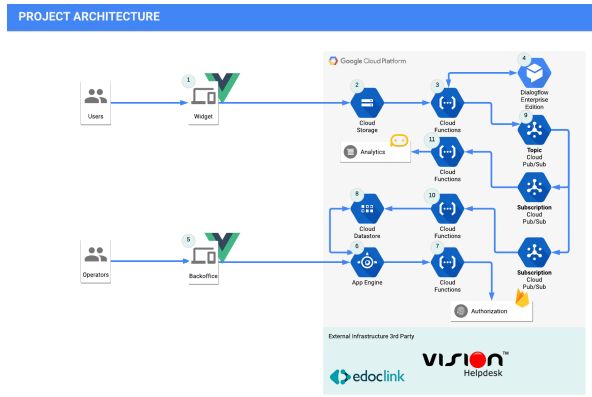 PROJECT ARCHITECTURE
Google Cloud Platform
1
Users
Widget
2
Cloud
Storage
3
Cloud
Functions
4
Dialogflow
Enterprise
Edition
9
Topic
Cloud
Pub/Sub
11
Cloud
Functions
Analytics
Subscription
Cloud
Pub/Sub
8
Cloud
Datastore
10
Cloud
Functions
5
Operators
Backoffice
6
App Engine
7
Cloud
Functions
Subscription
Cloud
Pub/Sub
Authorization
External Infrastructure 3rd Party
edoclink
VISION TM
Helpdesk